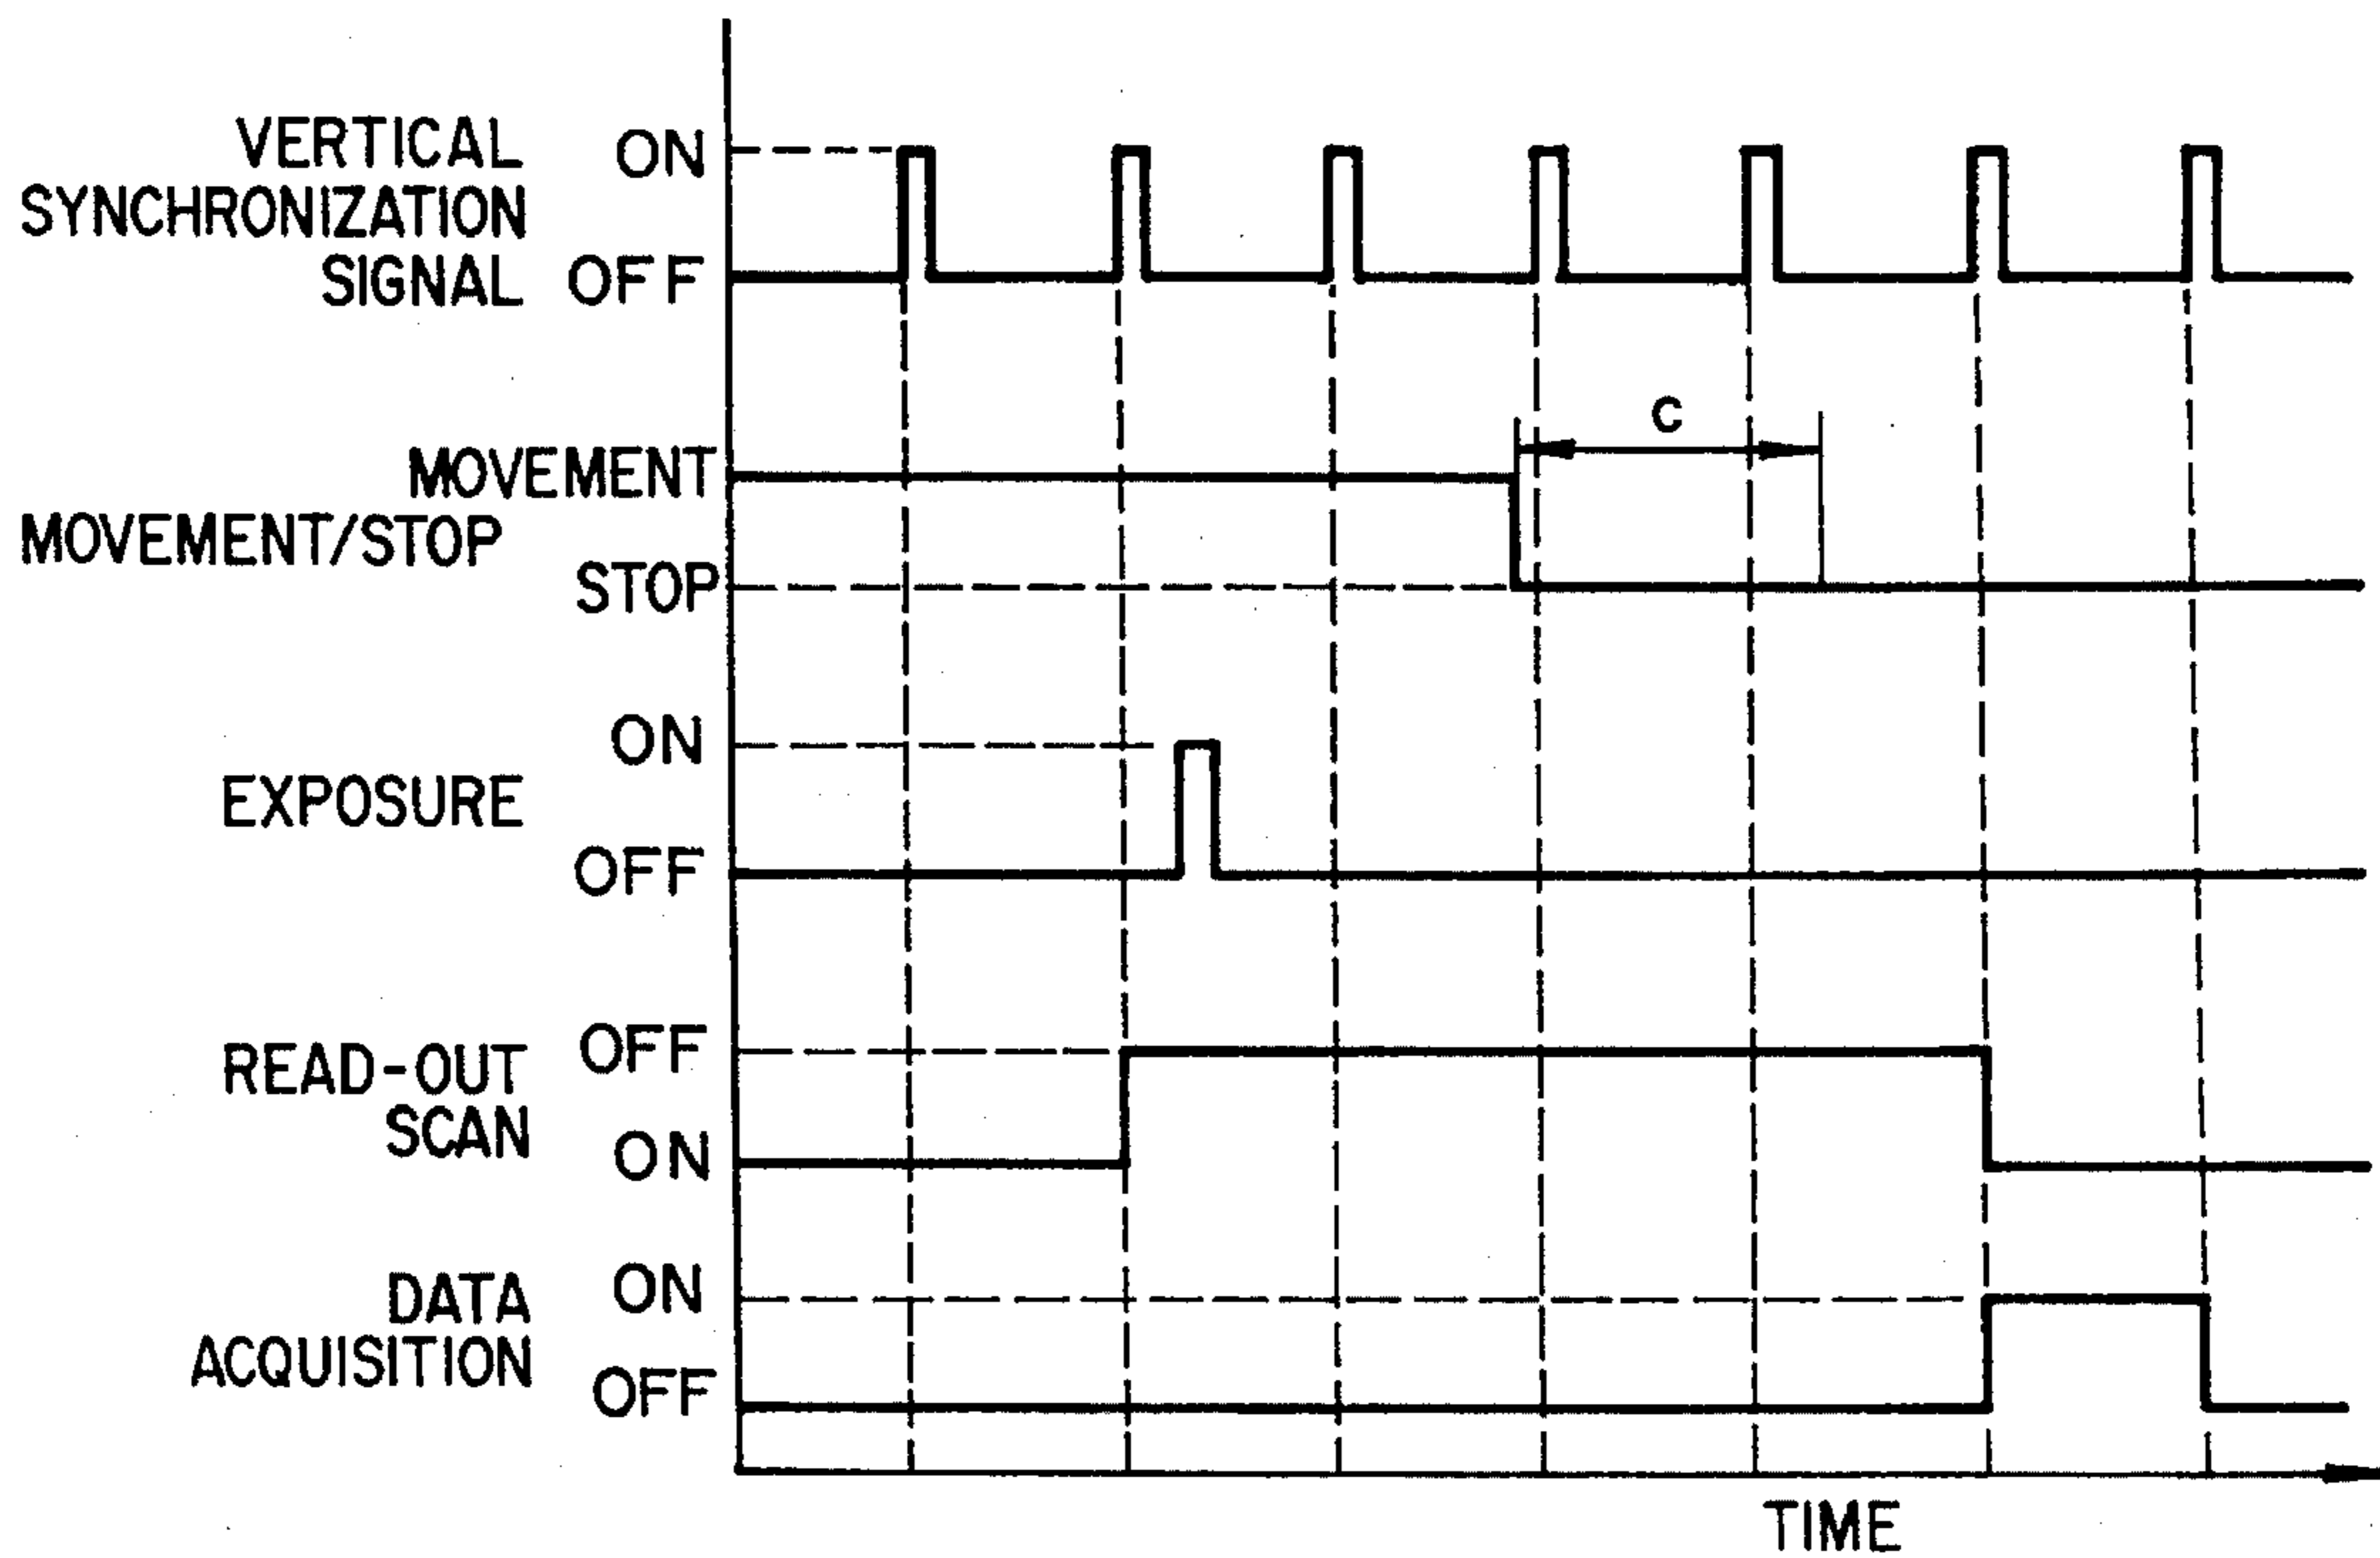 VERTICAL
SYNCHRONIZATION
SIGNAL
ON
OFF
C
MOVEMENT
MOVEMENT/STOP
STOP
EXPOSURE
ON
OFF
READ-OUT
SCAN
OFF
ON
DATA
ACQUISITION
ON
OFF
TIME